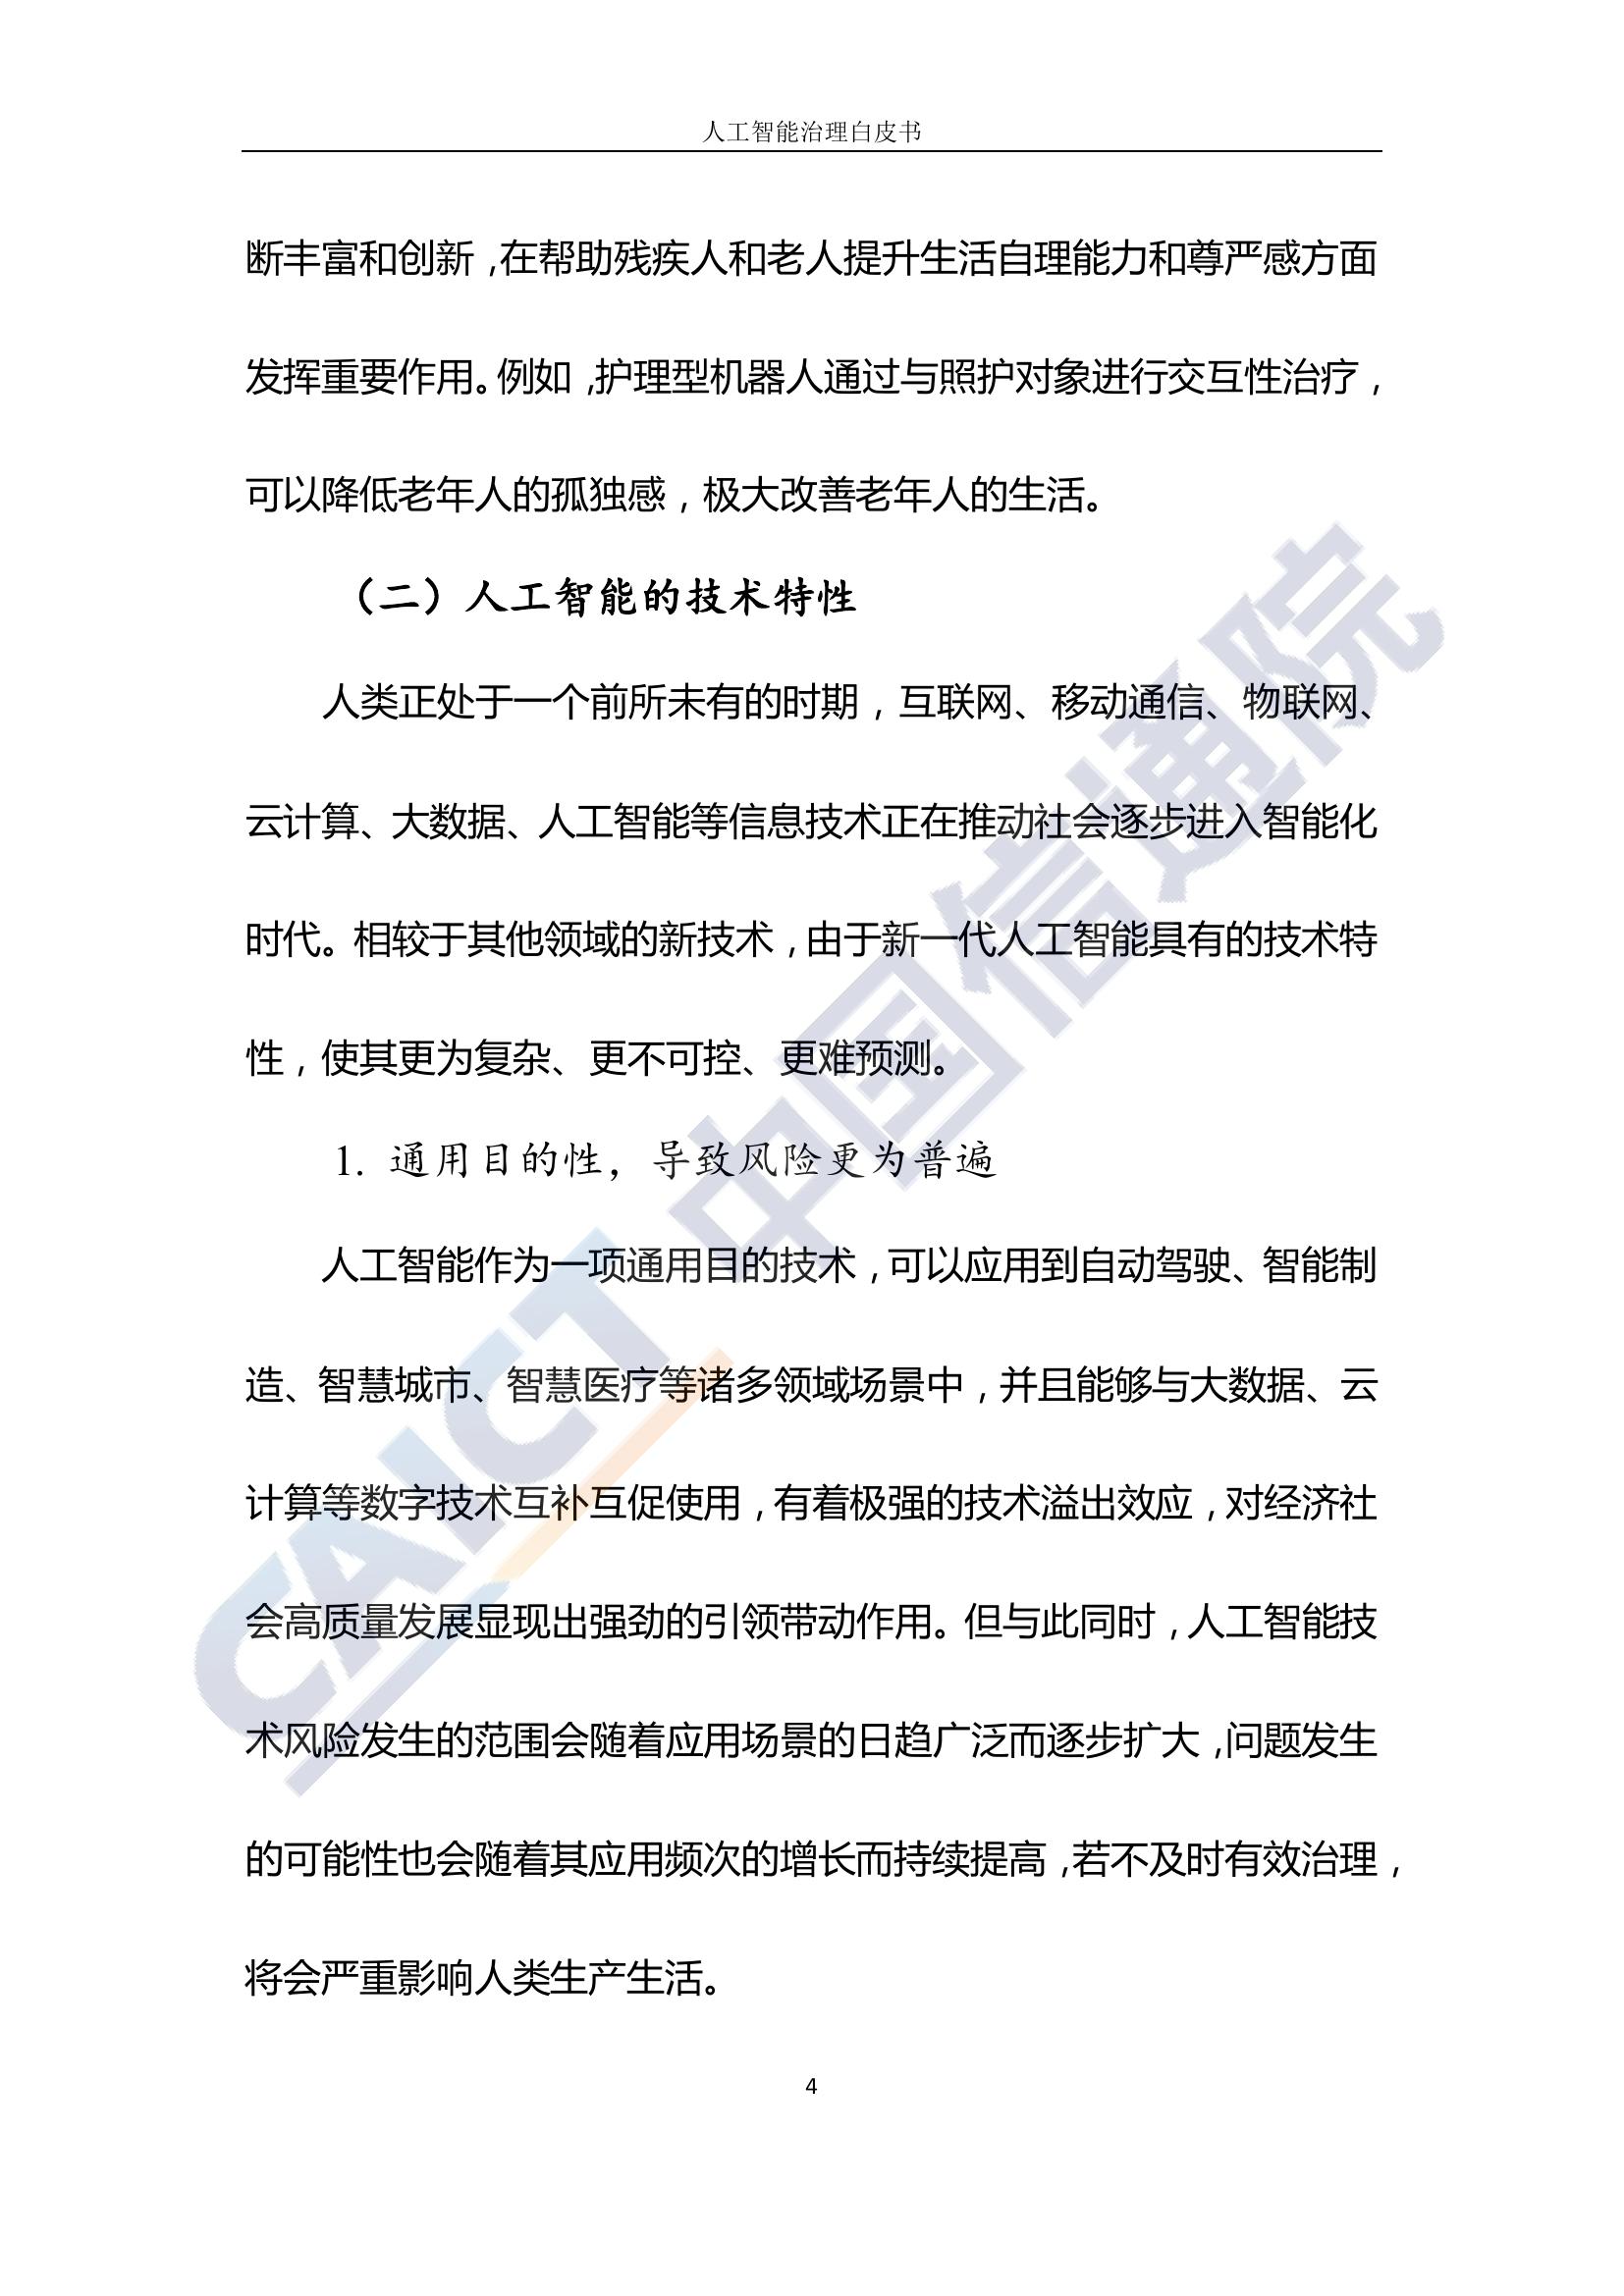 人工智能治理白皮书
断丰富和创新，在帮助残疾人和老人提升生活自理能力和尊严感方面
发挥重要作用。例如，护理型机器人通过与照护对象进行交互性治疗，
可以降低老年人的孤独感，极大改善老年人的生活。
（二）人工智能的技术特性
人类正处于一个前所未有的时期，互联网、移动通信、物联网、
云计算、大数据、人工智能等信息技术正在推动社会逐步进入智能化
时代。相较于其他领域的新技术，由于新一代人工智能具有的技术特
性，使其更为复杂、更不可控、更难预测。
1. 通用目的性，导致风险更为普遍
人工智能作为一项通用目的技术，可以应用到自动驾驶、智能制
造、智慧城市、智慧医疗等诸多领域场景中，并且能够与大数据、云
计算等数字技术互补互促使用，有着极强的技术溢出效应，对经济社
会高质量发展显现出强劲的引领带动作用。但与此同时，人工智能技
术风险发生的范围会随着应用场景的日趋广泛而逐步扩大，问题发生
的可能性也会随着其应用频次的增长而持续提高，若不及时有效治理，
将会严重影响人类生产生活。
4
CAICT 中国信通院